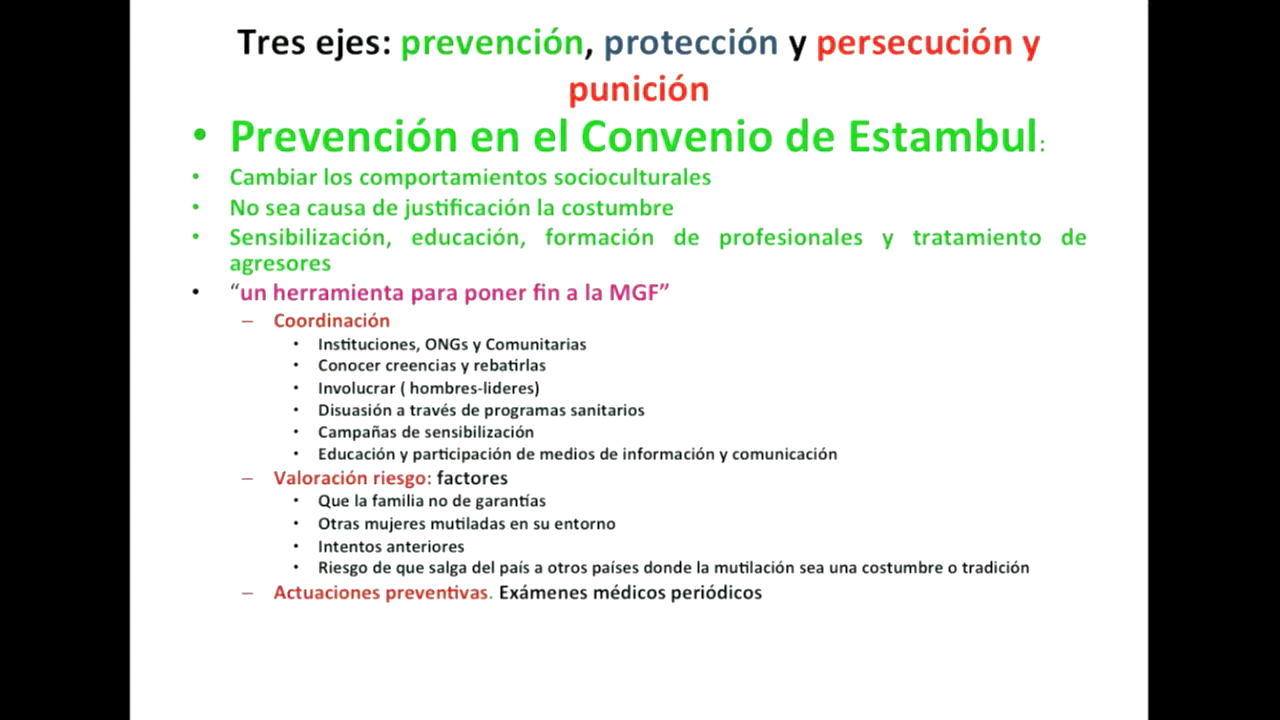 Tres ejes: prevención, protección y persecución y
punición
• Prevención en el Convenio de Estambul:
• Cambiar los comportamientos socioculturales
• No sea causa de justificación la costumbre
• Sensibilización, educación, formación de profesionales y tratamiento de
agresores
• “un herramienta para poner fin a la MGF”
– Coordinación
• Instituciones, ONGs y Comunitarias
• Conocer creencias y rebatirlas
• Involucrar ( hombres-lideres)
• Disuasión a través de programas sanitarios
• Campañas de sensibilización
• Educación y participación de medios de información y comunicación
– Valoración riesgo: factores
• Que la familia no de garantías
• Otras mujeres mutiladas en su entorno
• Intentos anteriores
• Riesgo de que salga del país a otros países donde la mutilación sea una costumbre o tradición
– Actuaciones preventivas. Exámenes médicos periódicos